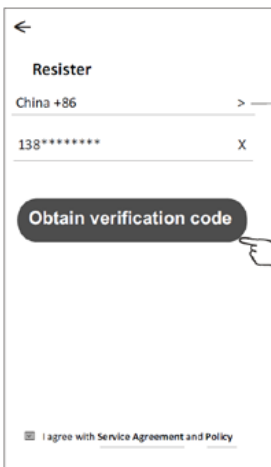 Resister
China +86 >
138******** X
Obtain verification code
I agree with Service Agreement and Policy